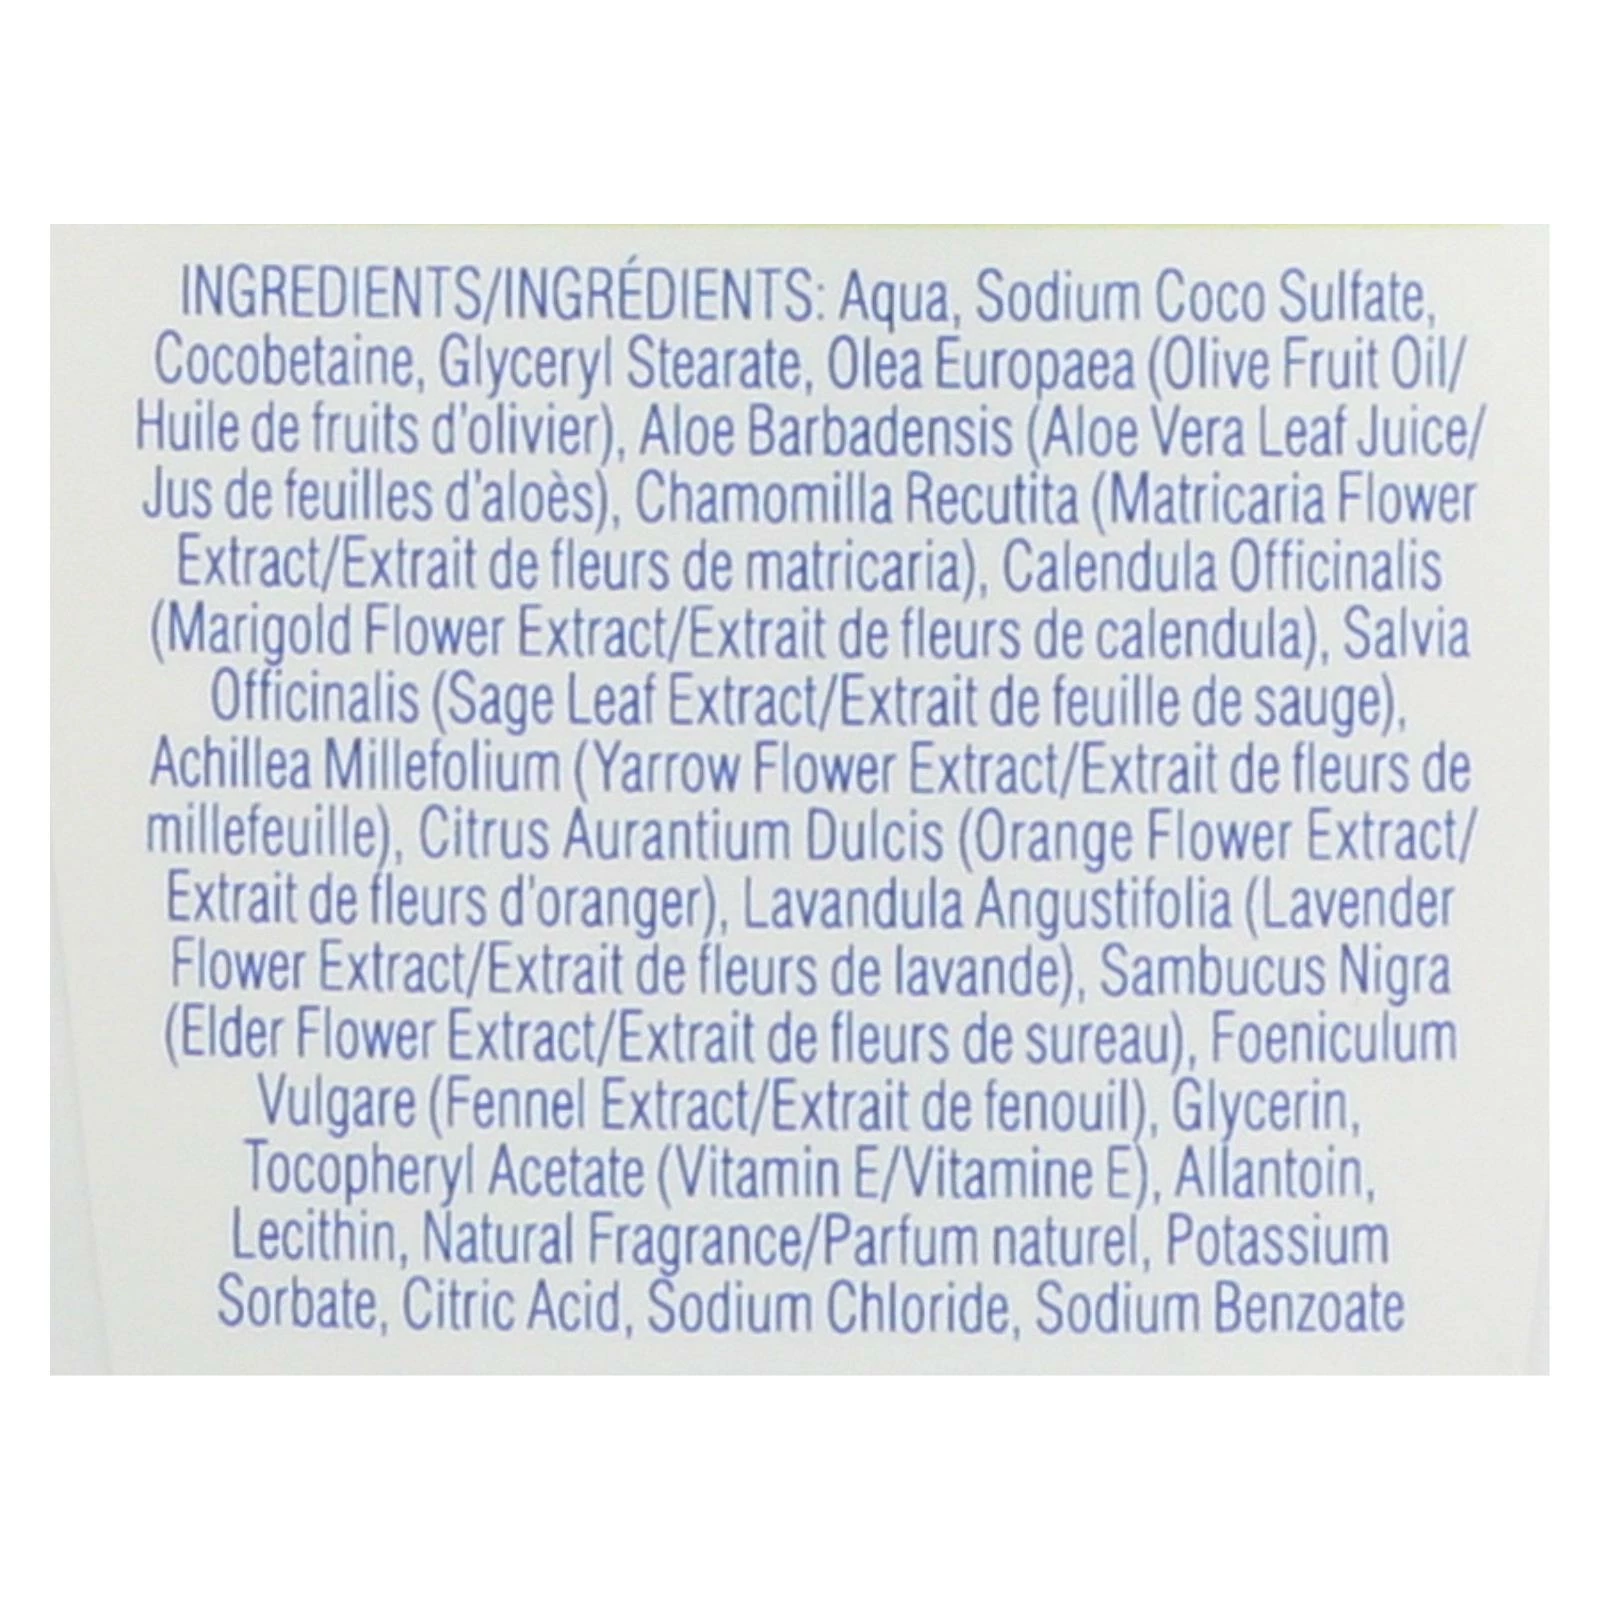 INGREDIENTS/INGRÉDIENTS: Aqua, Sodium Coco Sulfate,
Cocobetaine, Glyceryl Stearate, Olea Europaea (Olive Fruit Oil/
Huile de fruits d'olivier), Aloe Barbadensis (Aloe Vera Leaf Juice/
Jus de feuilles d'aloès), Chamomilla Recutita (Matricaria Flower
Extract/Extrait de fleurs de matricaria), Calendula Officinalis
(Marigold Flower Extract/Extrait de fleurs de calendula), Salvia
Officinalis (Sage Leaf Extract/Extrait de feuille de sauge),
Achillea Millefolium (Yarrow Flower Extract/Extrait de fleurs de
millefeuille), Citrus Aurantium Dulcis (Orange Flower Extract/
Extrait de fleurs d'oranger), Lavandula Angustifolia (Lavender
Flower Extract/Extrait de fleurs de lavande), Sambucus Nigra
(Elder Flower Extract/Extrait de fleurs de sureau), Foeniculum
Vulgare (Fennel Extract/Extrait de fenouil), Glycerin,
Tocopheryl Acetate (Vitamin E/Vitamine E), Allantoin,
Lecithin, Natural Fragrance/Parfum naturel, Potassium
Sorbate, Citric Acid, Sodium Chloride, Sodium Benzoate